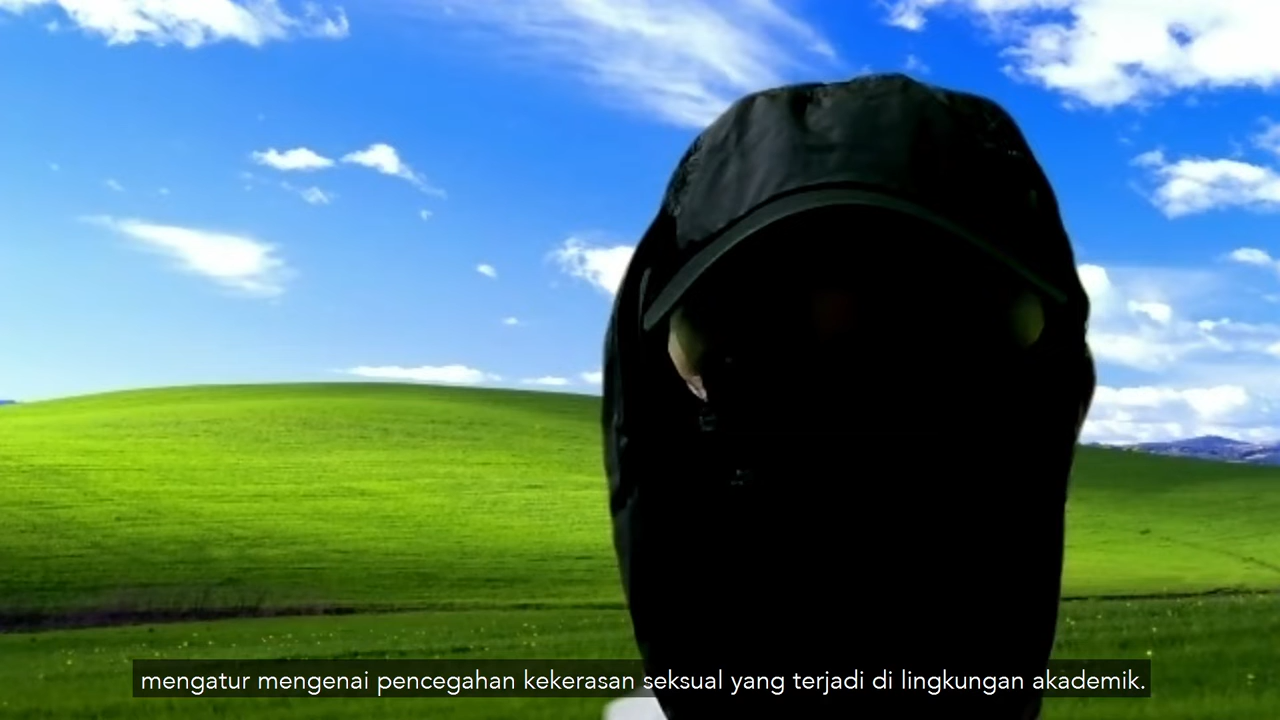 mengatur mengenai pencegahan kekerasan seksual yang terjadi di lingkungan akademik.